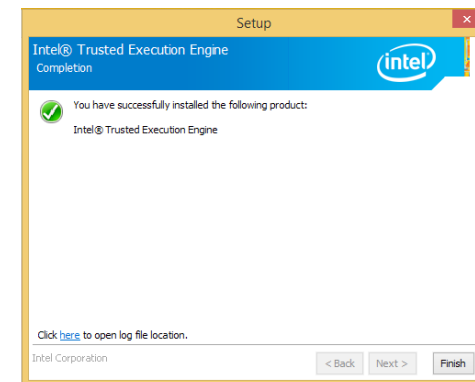 Setup
Intel® Trusted Execution Engine
Completion
intel
You have successfully installed the following product:
Intel® Trusted Execution Engine
Click here to open log file location.
Intel Corporation
< Back
Next >
Finish